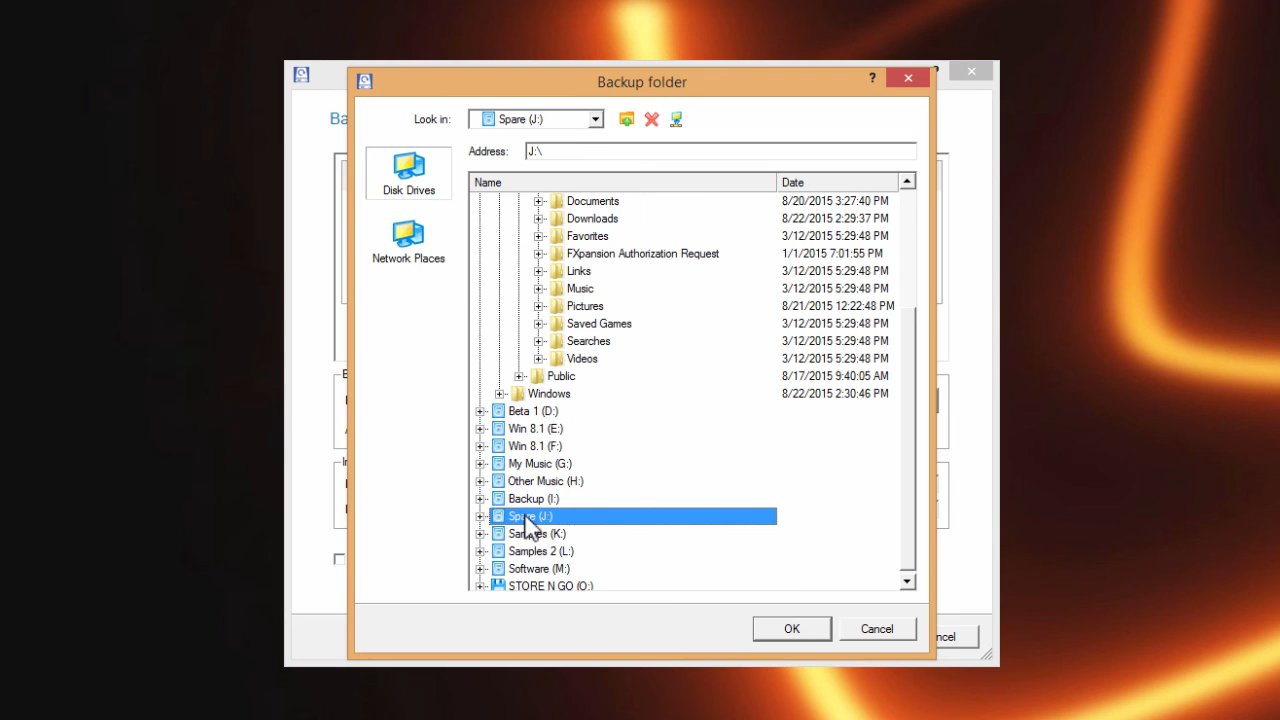 Backup folder
?
Ba
Look in:
Spare (J:)
Address:
J:\
Disk Drives
Network Places
Name
Date
Documents 8/20/2015 3:27:40 PM
Downloads 8/22/2015 2:29:37 PM
Favorites 3/12/2015 5:29:48 PM
FXpansion Authorization Request 1/1/2015 7:01:55 PM
Links 3/12/2015 5:29:48 PM
Music 3/12/2015 5:29:48 PM
Pictures 8/21/2015 12:22:48 PM
Saved Games 3/12/2015 5:29:48 PM
Searches 3/12/2015 5:29:48 PM
Videos 3/12/2015 5:29:48 PM
Public 8/17/2015 9:40:05 AM
Windows 8/22/2015 2:30:46 PM
Beta 1 (D:)
Win 8.1 (E:)
Win 8.1 (F:)
My Music (G:)
Other Music (H:)
Backup (I:)
Spare (J:)
Samples (K:)
Samples 2 (L:)
Software (M:)
STORE N GO (O:)
OK
Cancel
ncel